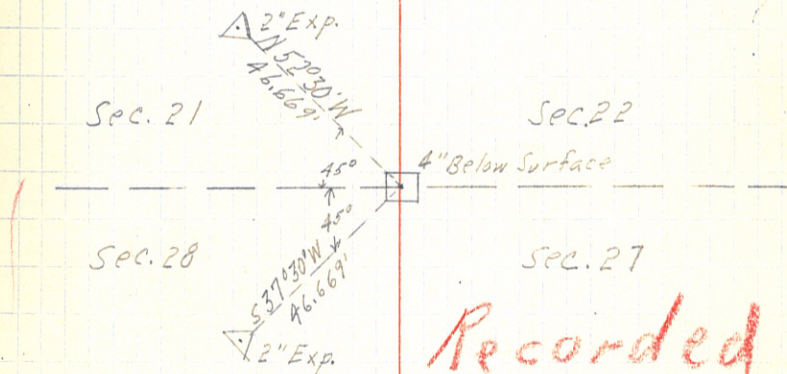 2" Exp.
N 52°30' W
46.669'
Sec. 21
Sec. 22
45°
4" Below Surface
45°
Sec. 28
S 37°30' W
46.669'
Sec. 27
2" Exp.
Recorded